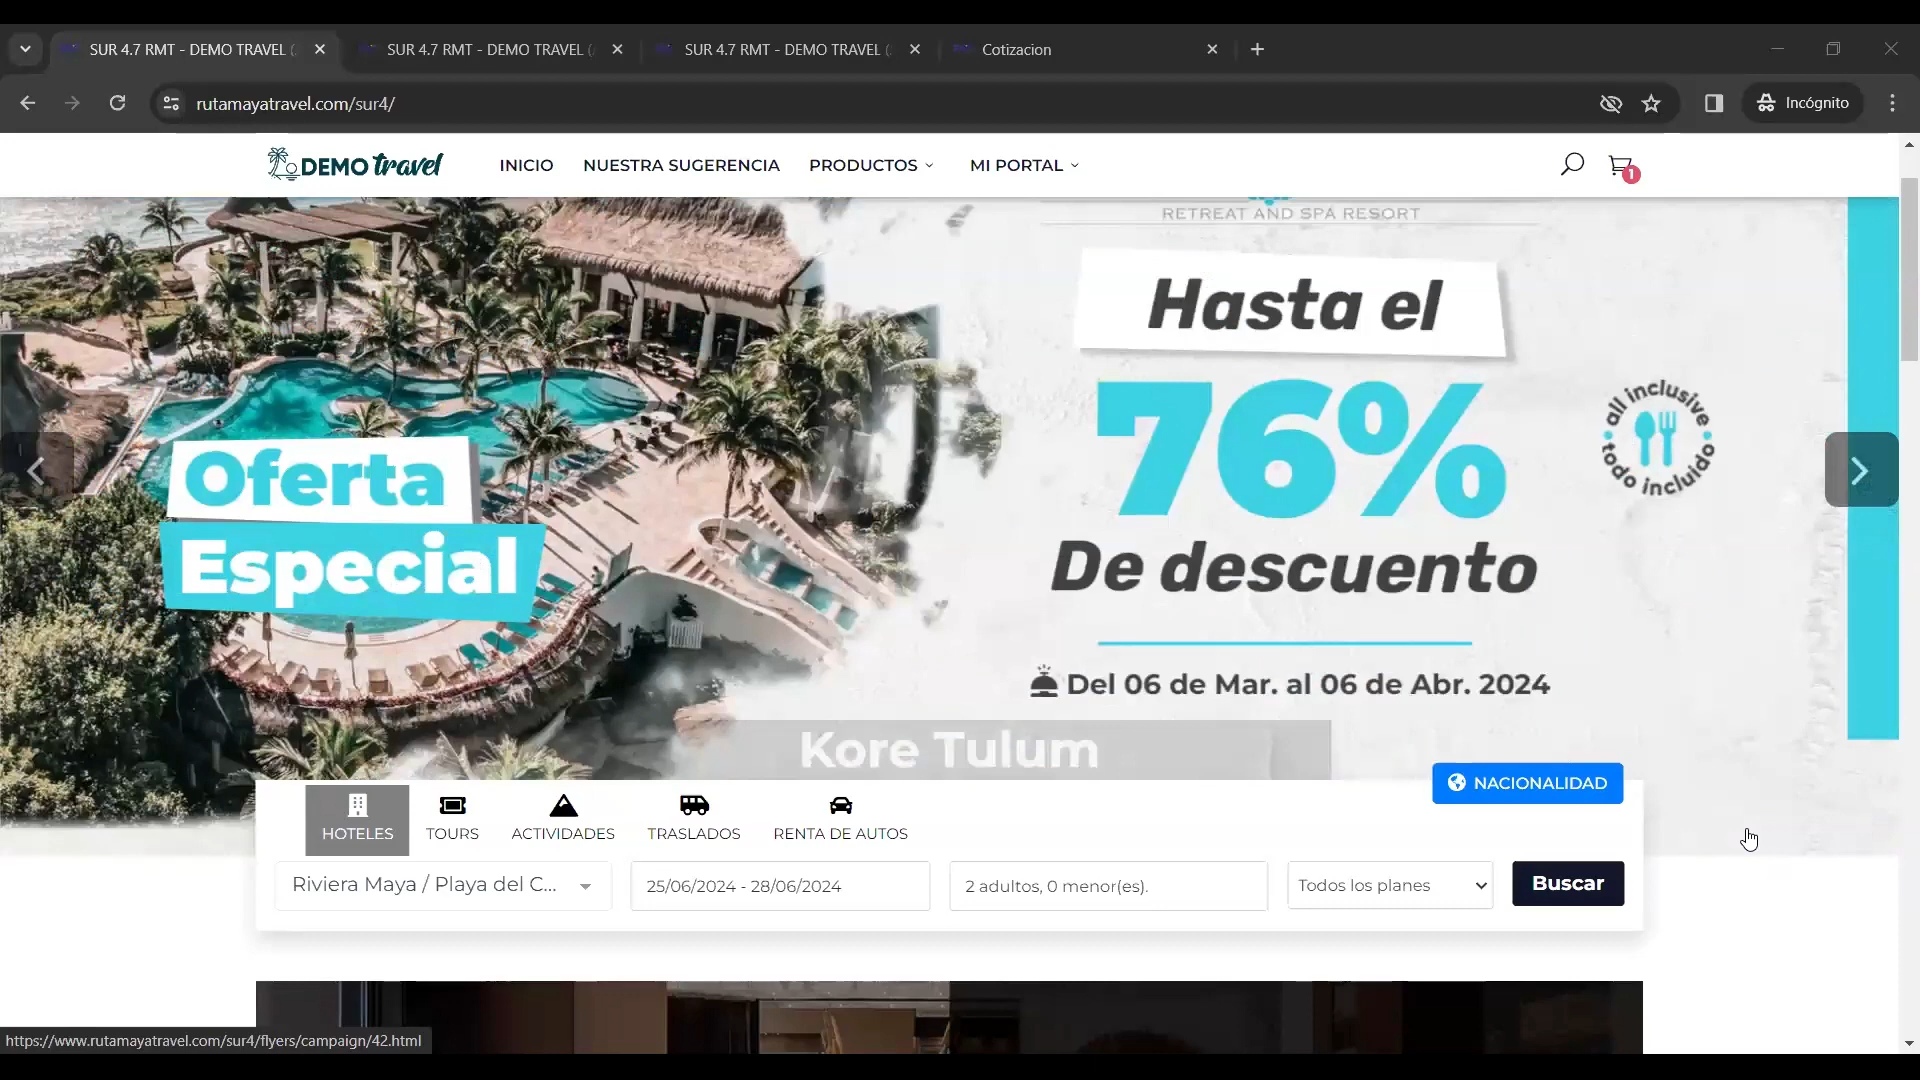 SUR 4.7 RMT - DEMO TRAVEL (
SUR 4.7 RMT - DEMO TRAVEL (
SUR 4.7 RMT - DEMO TRAVEL (
Cotizacion
rutamayatravel.com/sur4/
Incógnito
DEMO travel
INICIO
NUESTRA SUGERENCIA
PRODUCTOS
MI PORTAL
1
RETREAT AND SPA RESORT
Hasta el
76%
De descuento
all inclusive
todo incluido
Oferta
Especial
Del 06 de Mar. al 06 de Abr. 2024
Kore Tulum
NACIONALIDAD
HOTELES
TOURS
ACTIVIDADES
TRASLADOS
RENTA DE AUTOS
Riviera Maya / Playa del C...
25/06/2024 - 28/06/2024
2 adultos, 0 menor(es).
Todos los planes
Buscar
https://www.rutamayatravel.com/sur4/flyers/campaign/42.html